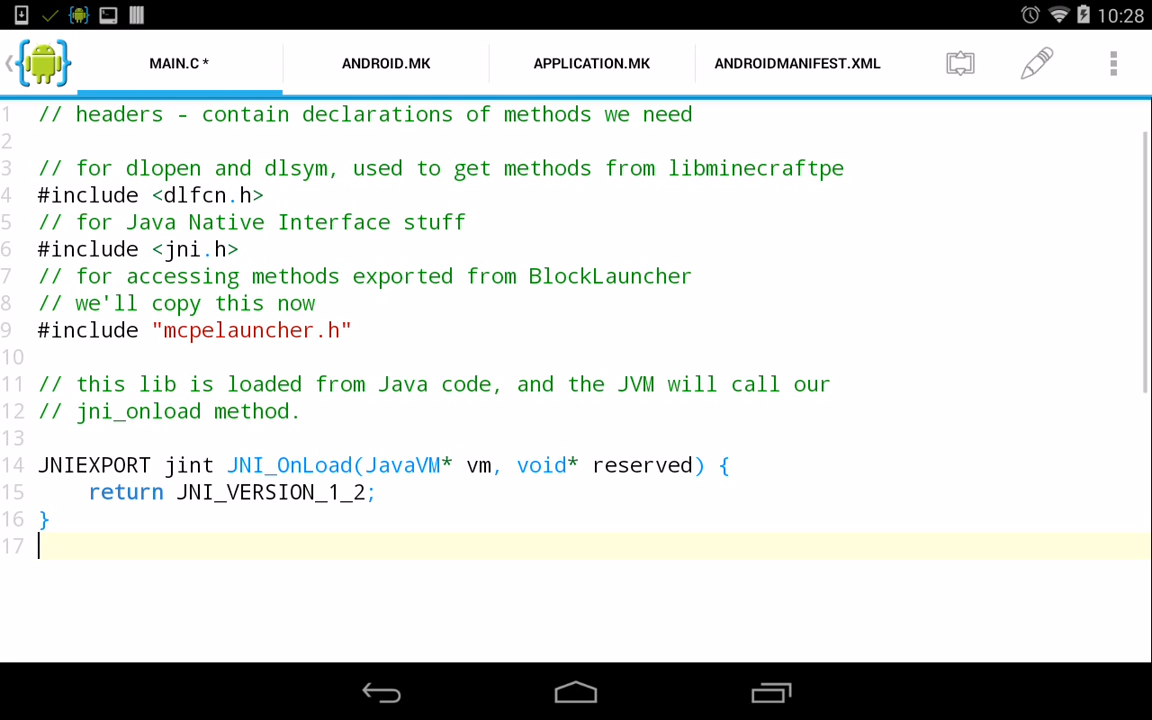 10:28
MAIN.C * ANDROID.MK APPLICATION.MK ANDROIDMANIFEST.XML
1 // headers - contain declarations of methods we need
2
3 // for dlopen and dlsym, used to get methods from libminecraftpe
4 #include <dlfcn.h>
5 // for Java Native Interface stuff
6 #include <jni.h>
7 // for accessing methods exported from BlockLauncher
8 // we'll copy this now
9 #include "mcpelauncher.h"
10
11 // this lib is loaded from Java code, and the JVM will call our
12 // jni_onload method.
13
14 JNIEXPORT jint JNI_OnLoad(JavaVM* vm, void* reserved) {
15     return JNI_VERSION_1_2;
16 }
17